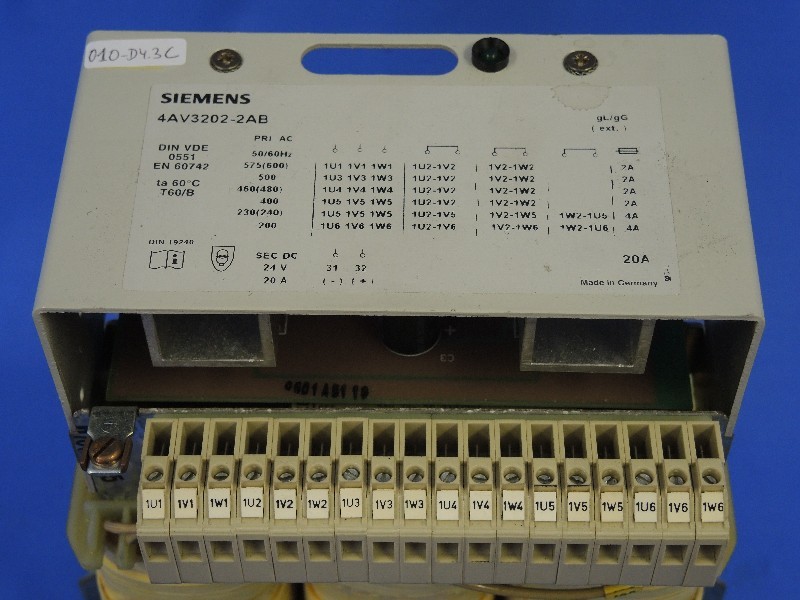 010-D4.3C
SIEMENS
4AV3202-2AB
gL/gG
(ext.)
DIN VDE
0551
EN 60742
ta 60°C
T60/B
PRI AC
50/60Hz
575(600) 1U1 1V1 1W1 1U2-1V2 1V2-1W2 2A
500 1U3 1V3 1W3 1U2-1V2 1V2-1W2 2A
460(480) 1U4 1V4 1W4 1U2-1V2 1V2-1W2 2A
400 1U5 1V5 1W5 1U2-1V2 1V2-1W2 2A
230(240) 1U5 1V5 1W5 1U2-1V5 1V2-1W5 1W2-1U5 4A
200 1U6 1V6 1W6 1U2-1V6 1V2-1W6 1W2-1U6 4A
DIN 19240
SEC DC
24 V 31 32
20 A (-) (+)
20A
Made in Germany
+
C3
1U1 1V1 1W1 1U2 1V2 1W2 1U3 1V3 1W3 1U4 1V4 1W4 1U5 1V5 1W5 1U6 1V6 1W6